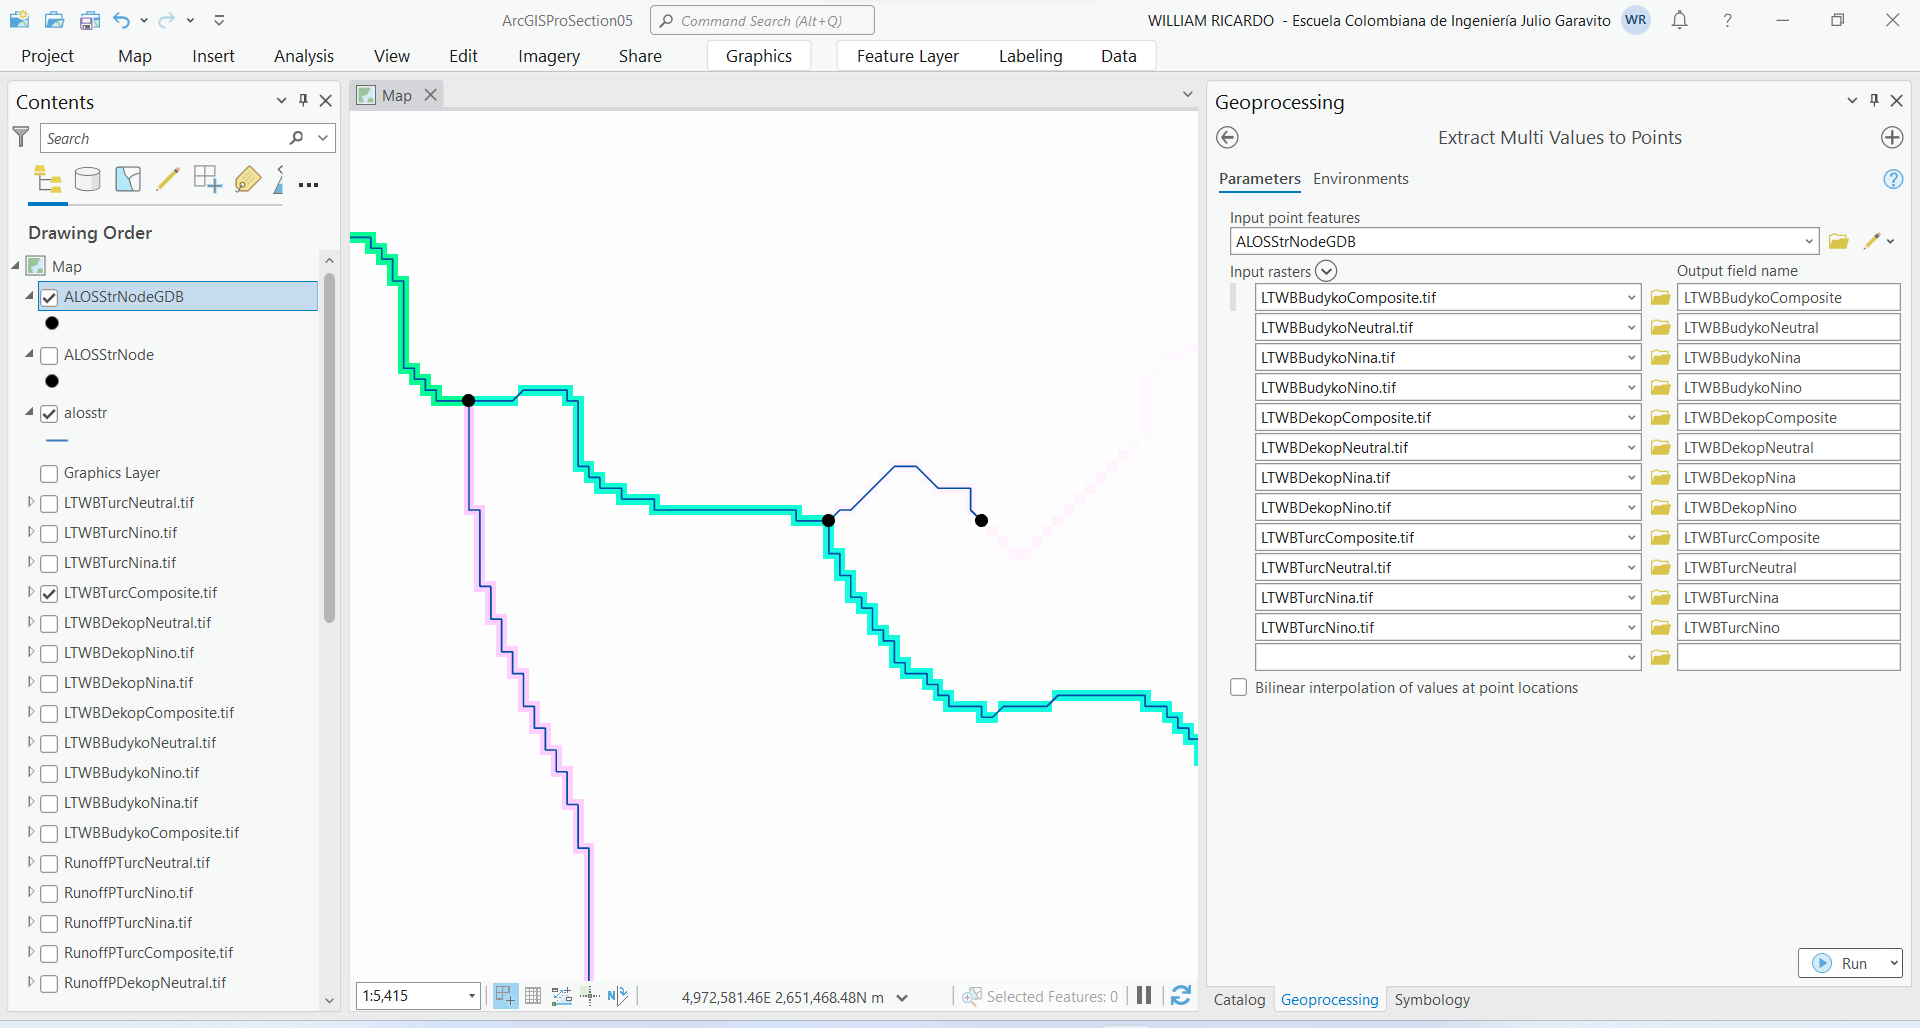 ArcGISProSection05
Command Search (Alt+Q)
WILLIAM RICARDO - Escuela Colombiana de Ingeniería Julio Garavito
WR
?
Project
Map
Insert
Analysis
View
Edit
Imagery
Share
Graphics
Feature Layer
Labeling
Data
Contents
Search
Drawing Order
Map
ALOSStrNodeGDB
ALOSStrNode
alosstr
Graphics Layer
LTWBTurcNeutral.tif
LTWBTurcNino.tif
LTWBTurcNina.tif
LTWBTurcComposite.tif
LTWBDekopNeutral.tif
LTWBDekopNino.tif
LTWBDekopNina.tif
LTWBDekopComposite.tif
LTWBBudykoNeutral.tif
LTWBBudykoNino.tif
LTWBBudykoNina.tif
LTWBBudykoComposite.tif
RunoffPTurcNeutral.tif
RunoffPTurcNino.tif
RunoffPTurcNina.tif
RunoffPTurcComposite.tif
RunoffPDekopNeutral.tif
Map
1:5,415
N
4,972,581.46E 2,651,468.48N m
Selected Features: 0
Geoprocessing
Extract Multi Values to Points
Parameters
Environments
?
Input point features
ALOSStrNodeGDB
Input rasters
Output field name
LTWBBudykoComposite.tif LTWBBudykoComposite
LTWBBudykoNeutral.tif LTWBBudykoNeutral
LTWBBudykoNina.tif LTWBBudykoNina
LTWBBudykoNino.tif LTWBBudykoNino
LTWBDekopComposite.tif LTWBDekopComposite
LTWBDekopNeutral.tif LTWBDekopNeutral
LTWBDekopNina.tif LTWBDekopNina
LTWBDekopNino.tif LTWBDekopNino
LTWBTurcComposite.tif LTWBTurcComposite
LTWBTurcNeutral.tif LTWBTurcNeutral
LTWBTurcNina.tif LTWBTurcNina
LTWBTurcNino.tif LTWBTurcNino
Bilinear interpolation of values at point locations
Run
Catalog
Geoprocessing
Symbology